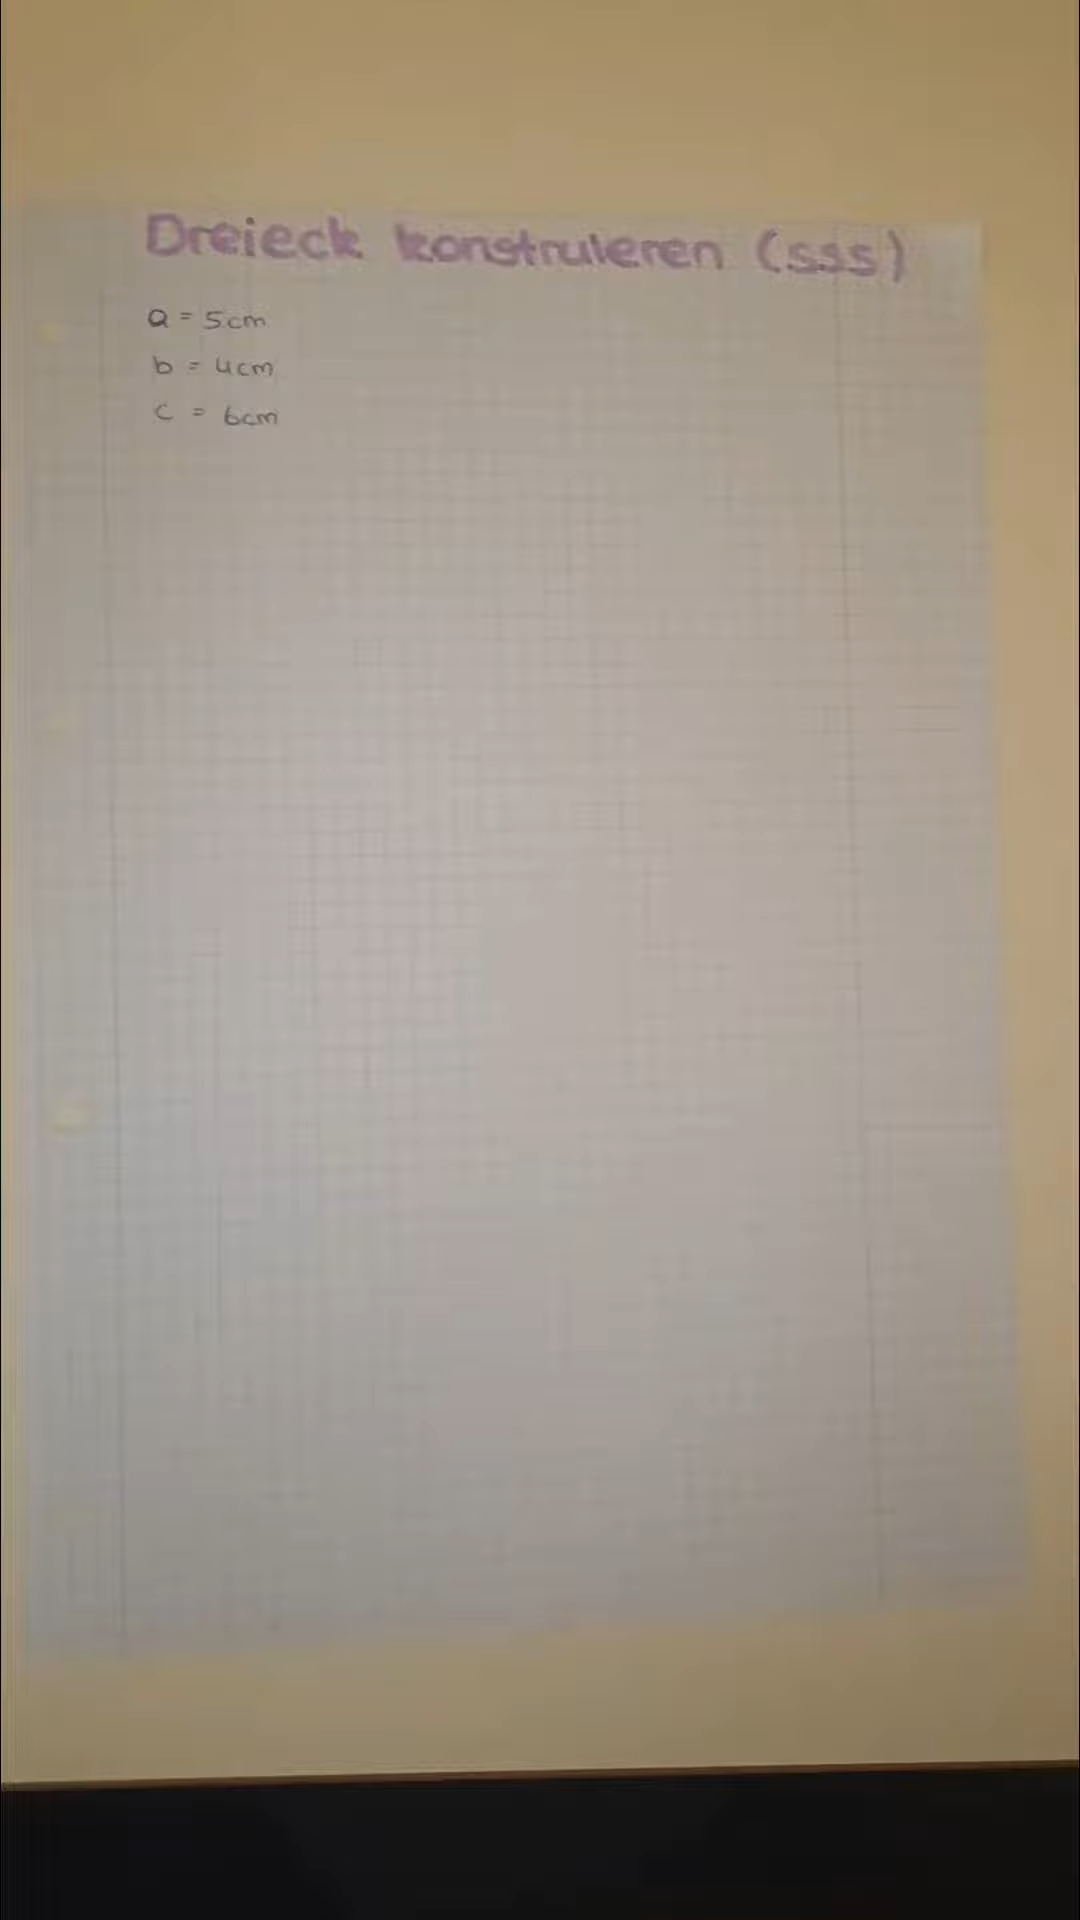 Dreieck konstruieren (sss)
a = 5cm
b = 4cm
c = 6cm